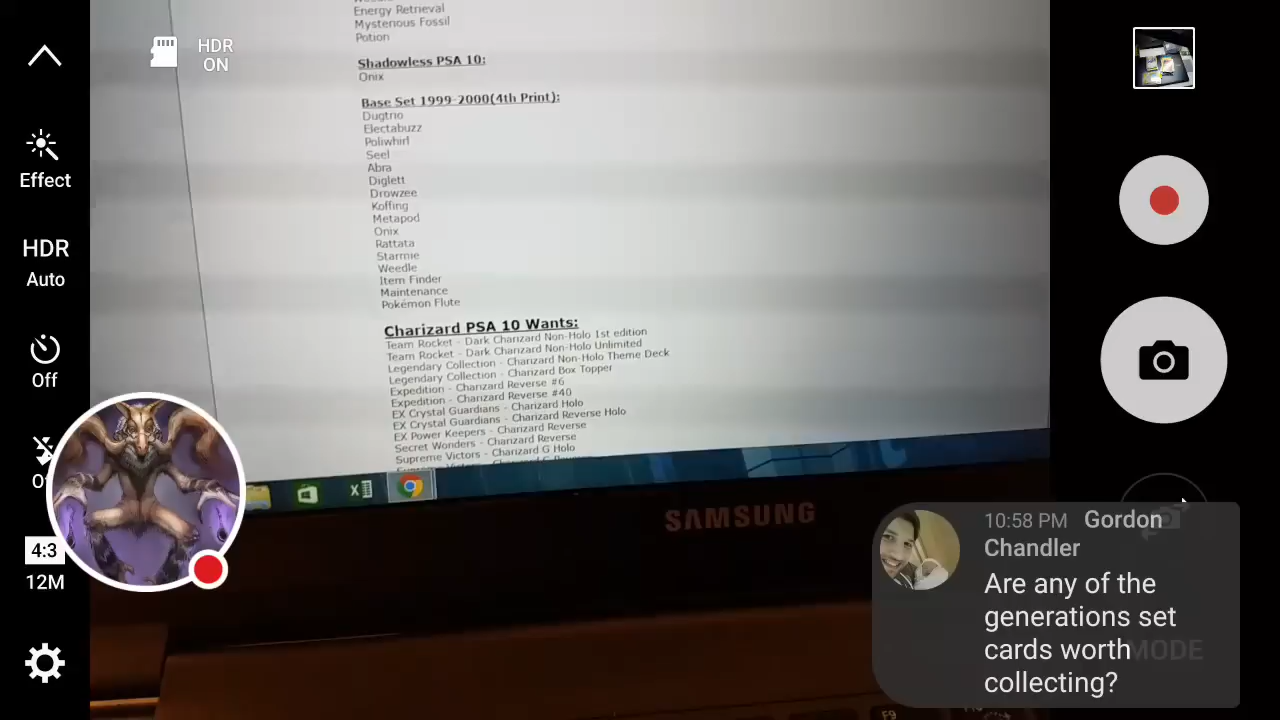 Energy Retrieval
Mysterious Fossil
Potion
Shadowless PSA 10:
Onix
Base Set 1999-2000(4th Print):
Dugtrio
Electabuzz
Poliwhirl
Seel
Abra
Diglett
Drowzee
Koffing
Metapod
Onix
Rattata
Starmie
Weedle
Item Finder
Maintenance
Pokémon Flute
Charizard PSA 10 Wants:
Team Rocket - Dark Charizard Non-Holo 1st edition
Team Rocket - Dark Charizard Non-Holo Unlimited
Legendary Collection - Charizard Non-Holo Theme Deck
Legendary Collection - Charizard Box Topper
Expedition - Charizard Reverse #6
Expedition - Charizard Reverse #40
EX Crystal Guardians - Charizard Holo
EX Crystal Guardians - Charizard Reverse Holo
EX Power Keepers - Charizard Reverse
Secret Wonders - Charizard Reverse
Supreme Victors - Charizard G Holo
SAMSUNG
F9
HDR
ON
Effect
HDR
Auto
Off
4:3
12M
MODE
10:58 PM Gordon
Chandler
Are any of the
generations set
cards worth
collecting?